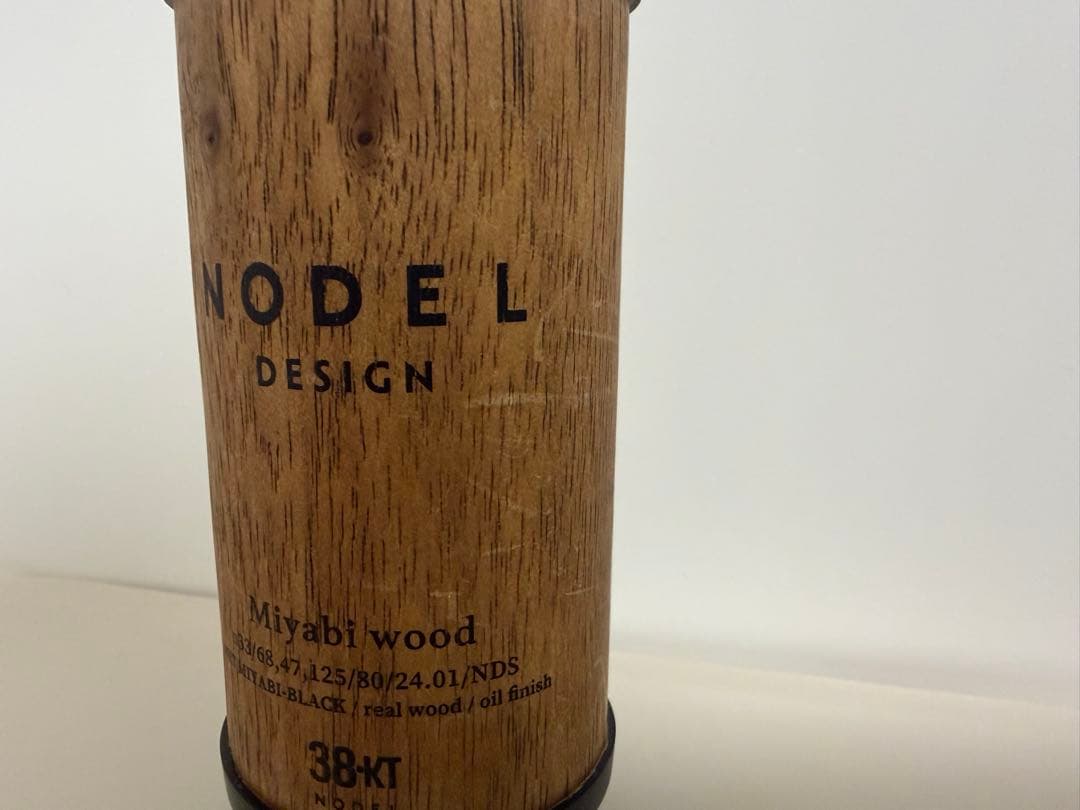 NODEL
DESIGN
Miyabi wood
33/68,47,125/80/24.01/NDS
MIYABI-BLACK / real wood / oil finish
38-KT
NODEL